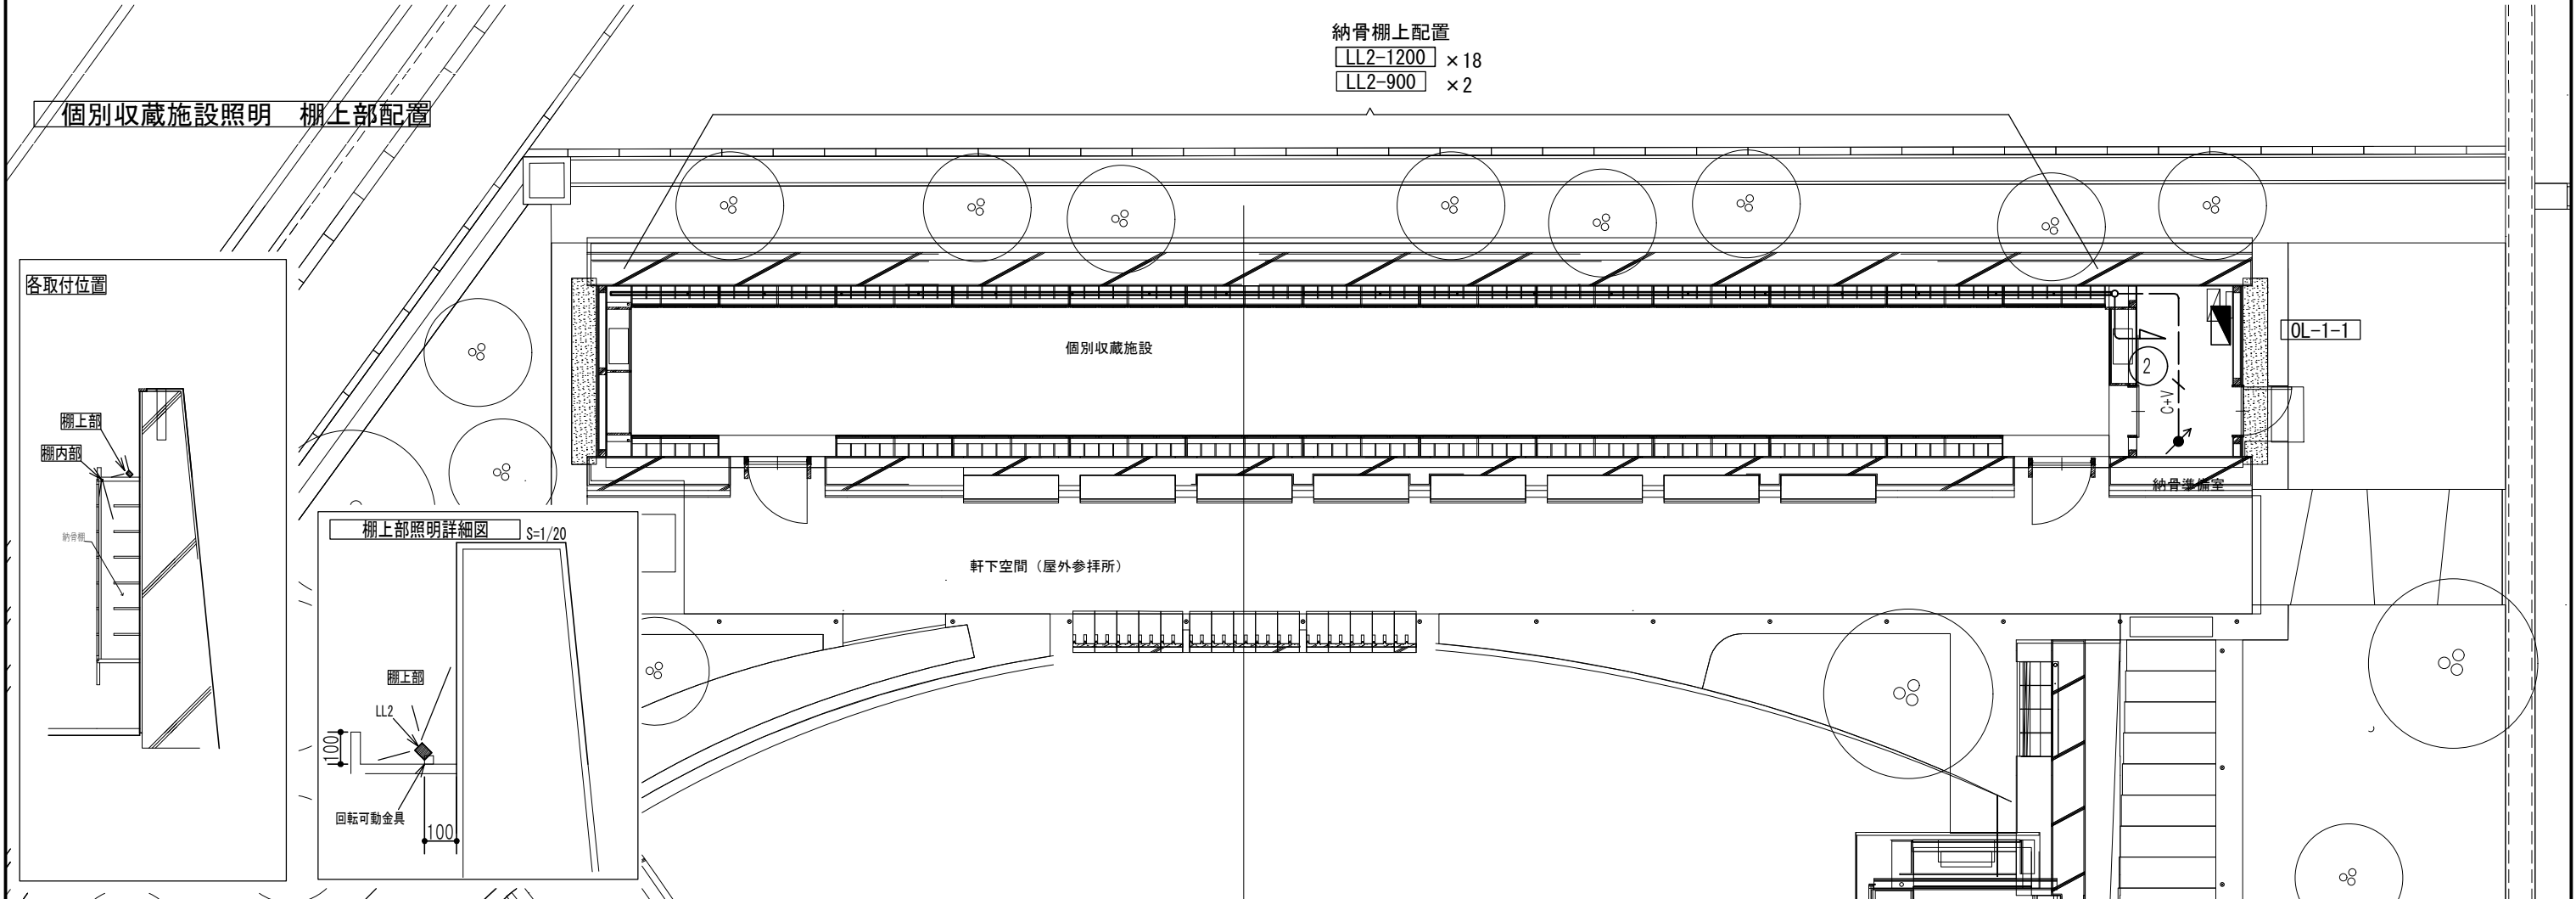 納骨棚上配置
LL2-1200 ×18
LL2-900 ×2
個別収蔵施設照明 棚上部配置
各取付位置
棚上部
棚内部
納骨棚
個別収蔵施設
OL-1-1
2
C+V
納骨準備室
棚上部照明詳細図 S=1/20
軒下空間（屋外参拝所）
棚上部
LL2
100
回転可動金具
100